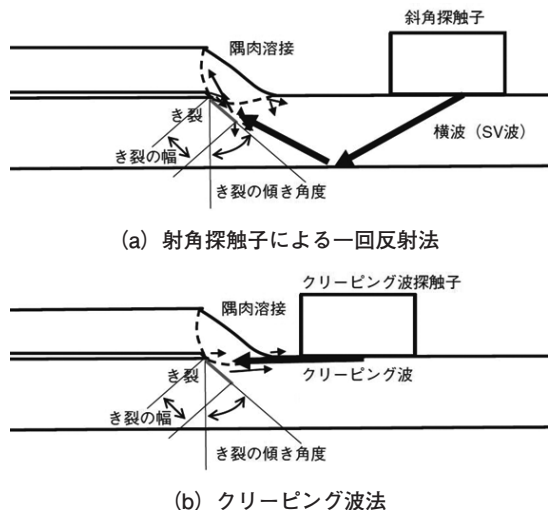 斜角探触子
隅肉溶接
き裂
横波（SV波）
き裂の幅
き裂の傾き角度
(a) 射角探触子による一回反射法
クリーピング波探触子
隅肉溶接
き裂
クリーピング波
き裂の幅
き裂の傾き角度
(b) クリーピング波法